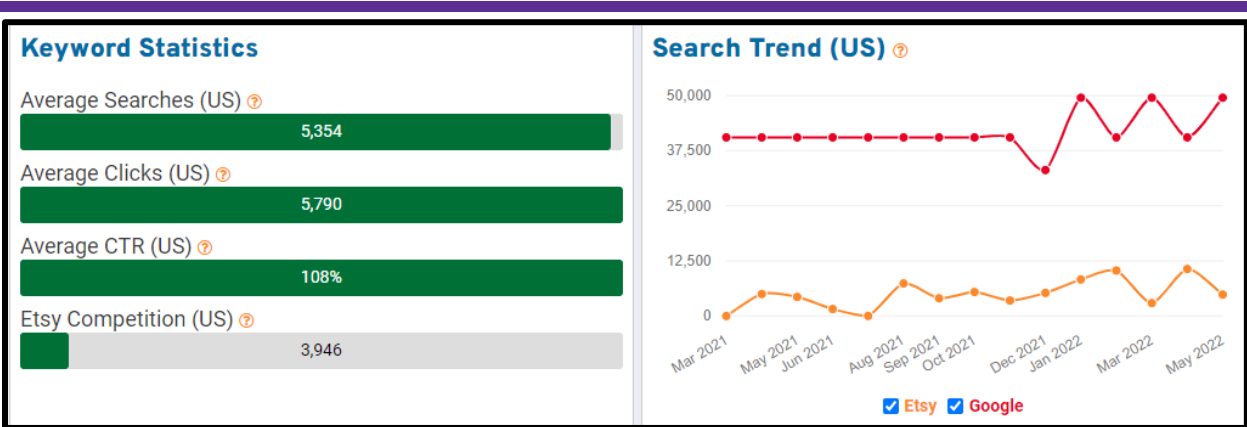 Keyword Statistics
Average Searches (US) ?
5,354
Average Clicks (US) ?
5,790
Average CTR (US) ?
108%
Etsy Competition (US) ?
3,946
Search Trend (US) ?
50,000
37,500
25,000
12,500
0
Mar 2021 May 2021 Jun 2021 Aug 2021 Sep 2021 Oct 2021 Dec 2021 Jan 2022 Mar 2022 May 2022
Etsy Google